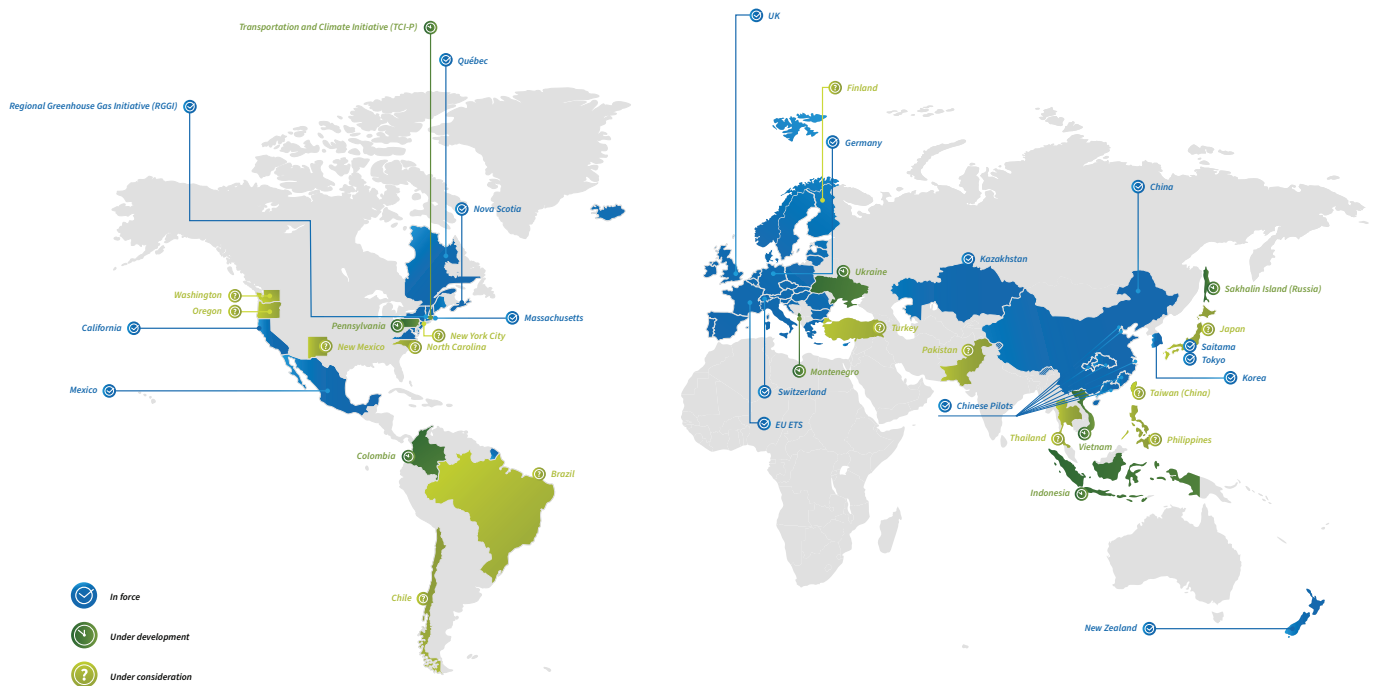 UK
Transportation and Climate Initiative (TCI-P)
Québec
Finland
Regional Greenhouse Gas Initiative (RGGI)
Germany
China
Nova Scotia
Kazakhstan
Ukraine
Sakhalin Island (Russia)
Washington
Oregon
California
Massachusetts
Pennsylvania
New York City
Turkey
Japan
New Mexico
North Carolina
Pakistan
Saitama
Tokyo
Montenegro
Korea
Mexico
Switzerland
Taiwan (China)
Chinese Pilots
EU ETS
Thailand
Philippines
Vietnam
Colombia
Brazil
Indonesia
Chile
In force
New Zealand
Under development
Under consideration